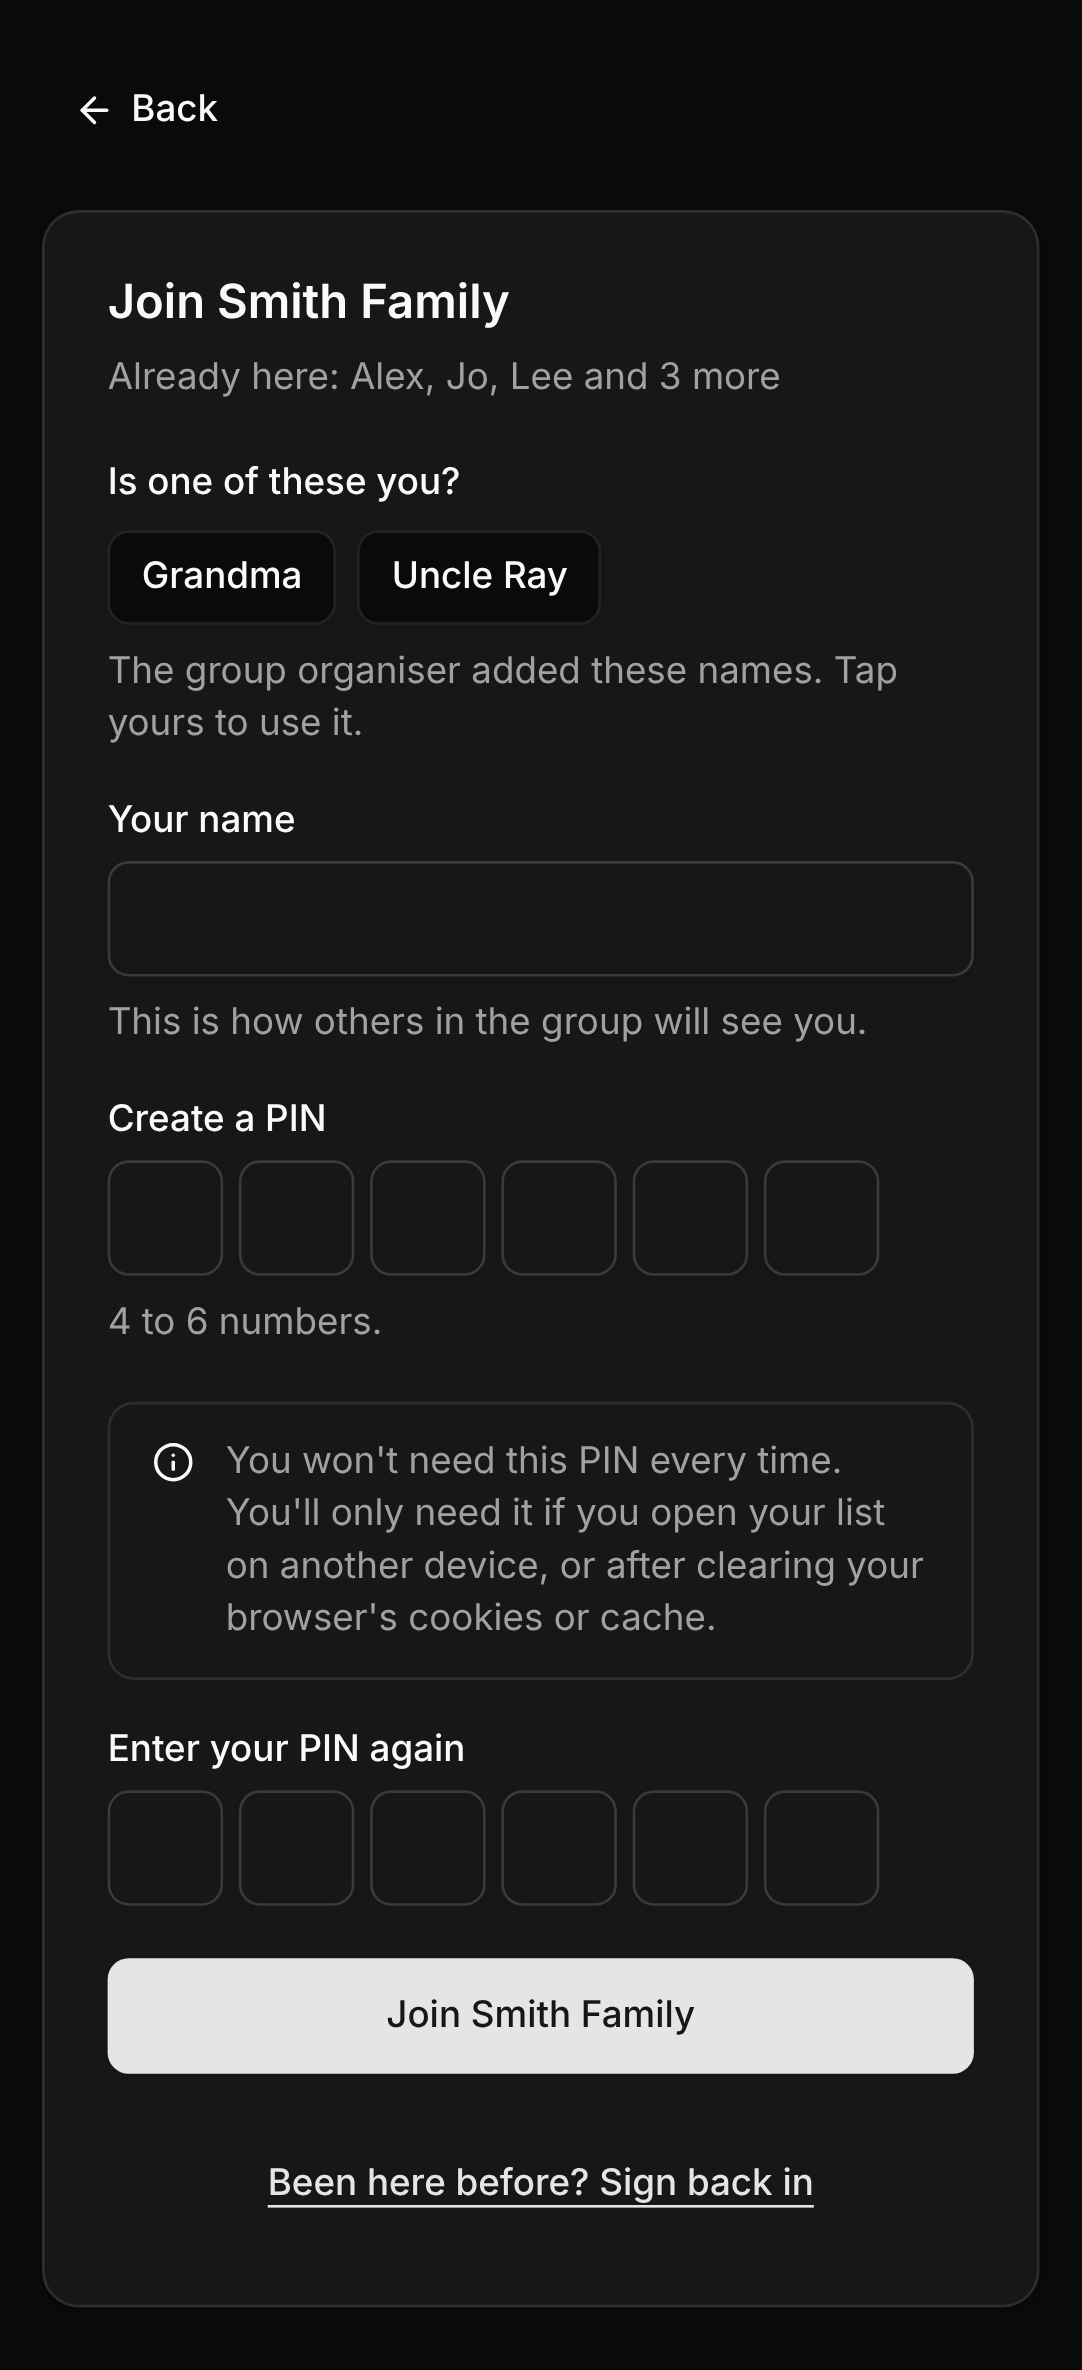 Back
Join Smith Family
Already here: Alex, Jo, Lee and 3 more
Is one of these you?
Grandma
Uncle Ray
The group organiser added these names. Tap
yours to use it.
Your name
This is how others in the group will see you.
Create a PIN
4 to 6 numbers.
You won't need this PIN every time.
You'll only need it if you open your list
on another device, or after clearing your
browser's cookies or cache.
Enter your PIN again
Join Smith Family
Been here before? Sign back in